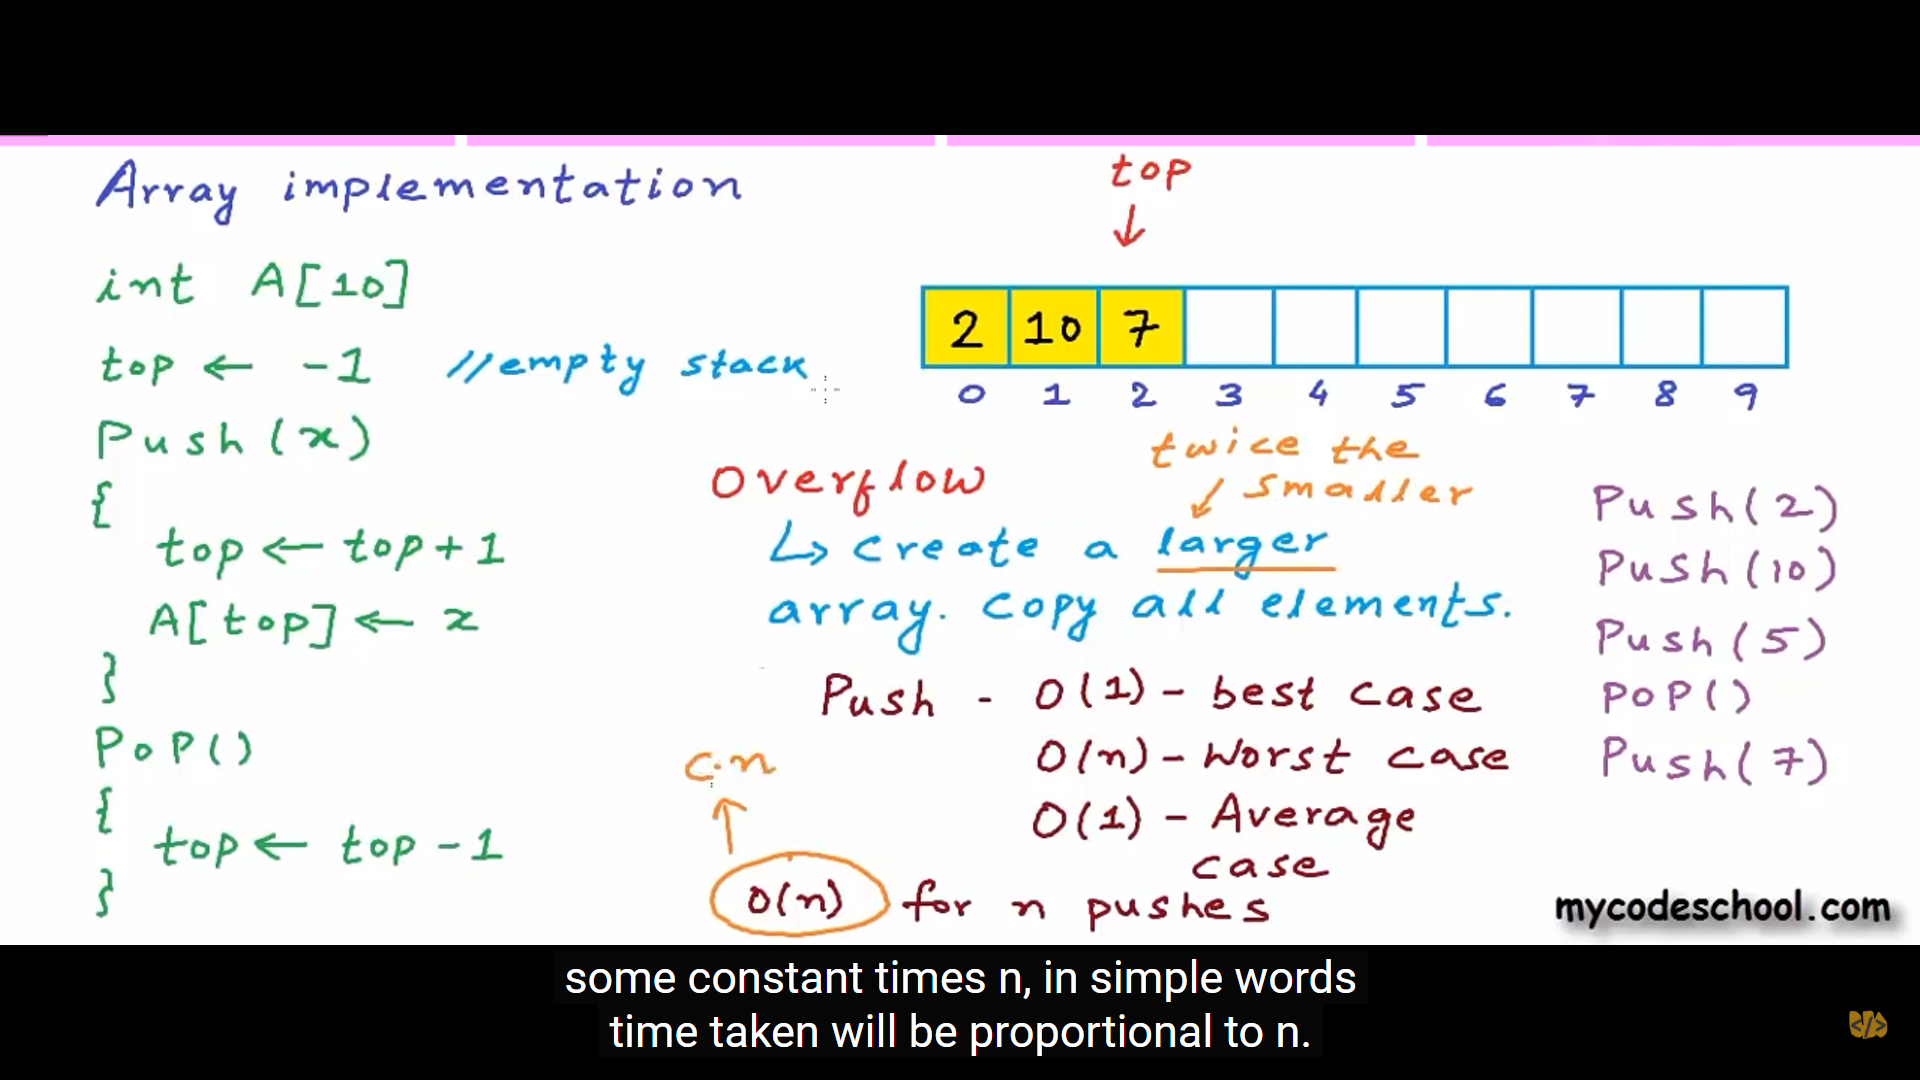 Array implementation
int A[10]
top ← -1 //empty stack
Push(x)
{
top ← top+1
A[top] ← x
}
Pop()
{
top ← top -1
}
top
↓
2 10 7
0 1 2 3 4 5 6 7 8 9
twice the
smaller
Overflow
↳ create a larger
array. Copy all elements.
Push - O(1) - best case
O(n) - Worst case
O(1) - Average
case
C.n
O(n) for n pushes
Push(2)
Push(10)
Push(5)
Pop()
Push(7)
mycodeschool.com
some constant times n, in simple words
time taken will be proportional to n.